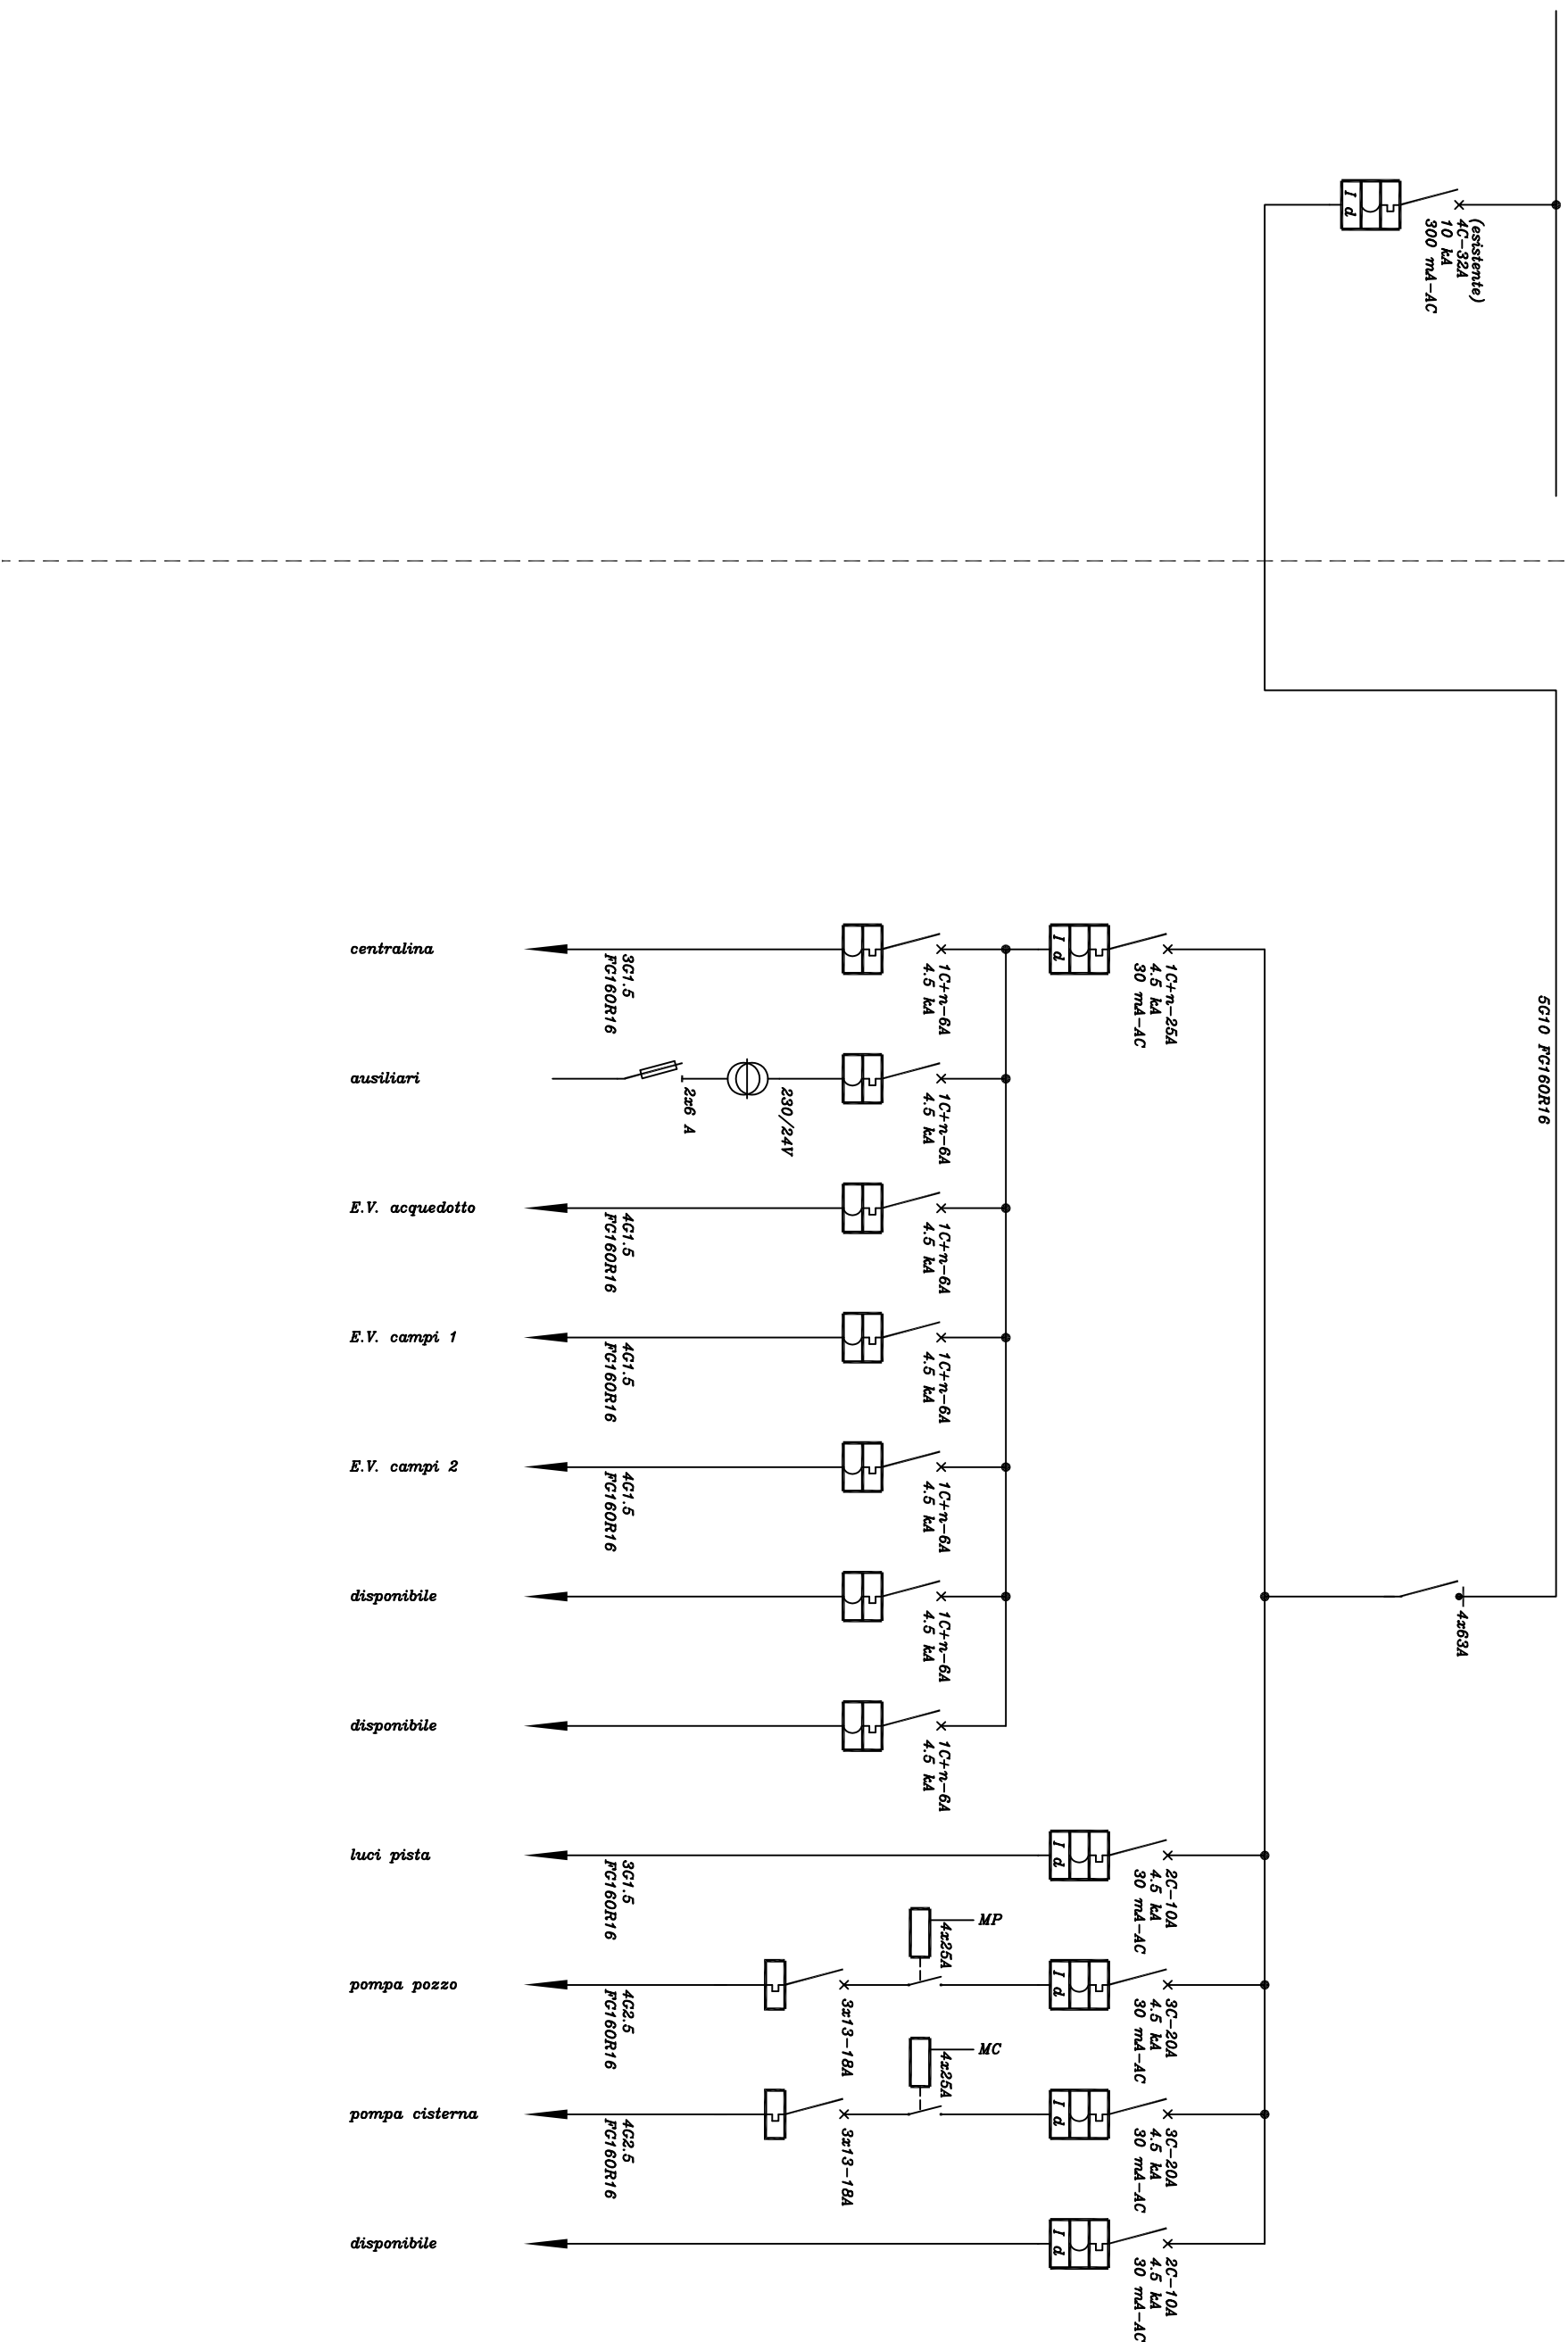 (esistente)
4C-32A
10 kA
300 mA-AC
I d
5G10 FG16OR16
4x63A
1C+n-25A
4.5 kA
30 mA-AC
I d
1C+n-6A
4.5 kA
3G1.5
FG16OR16
centralina
1C+n-6A
4.5 kA
230/24V
2x6 A
ausiliari
1C+n-6A
4.5 kA
4G1.5
FG16OR16
E.V. acquedotto
1C+n-6A
4.5 kA
4G1.5
FG16OR16
E.V. campi 1
1C+n-6A
4.5 kA
4G1.5
FG16OR16
E.V. campi 2
1C+n-6A
4.5 kA
disponibile
1C+n-6A
4.5 kA
disponibile
2C-10A
4.5 kA
30 mA-AC
I d
3G1.5
FG16OR16
luci pista
3C-20A
4.5 kA
30 mA-AC
I d
MP
4x25A
3x13-18A
4G2.5
FG16OR16
pompa pozzo
3C-20A
4.5 kA
30 mA-AC
I d
MC
4x25A
3x13-18A
4G2.5
FG16OR16
pompa cisterna
2C-10A
4.5 kA
30 mA-AC
I d
disponibile